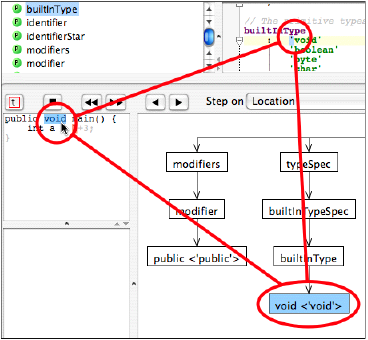 builtInType
identifier
identifierStar
modifiers
modifier
// The primitive types
builtInType
: 'void'
'boolean'
'byte'
'char'
Step on Location
public void main() {
int a
+3;
}
modifiers
typeSpec
modifier
builtInTypeSpec
public <'public'>
builtInType
void <'void'>